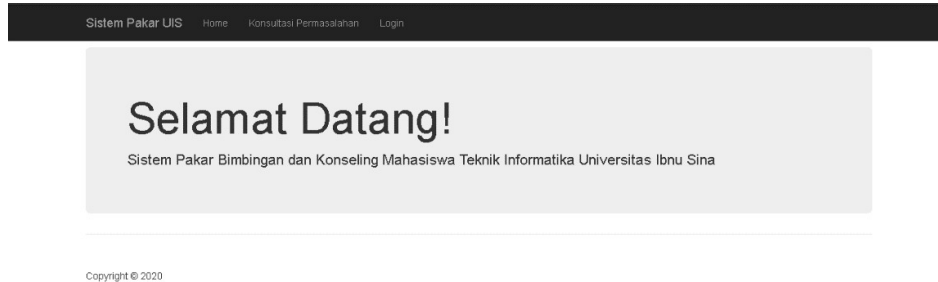 Sistem Pakar UIS Home Konsultasi Permasalahan Login
Selamat Datang!
Sistem Pakar Bimbingan dan Konseling Mahasiswa Teknik Informatika Universitas Ibnu Sina
Copyright © 2020